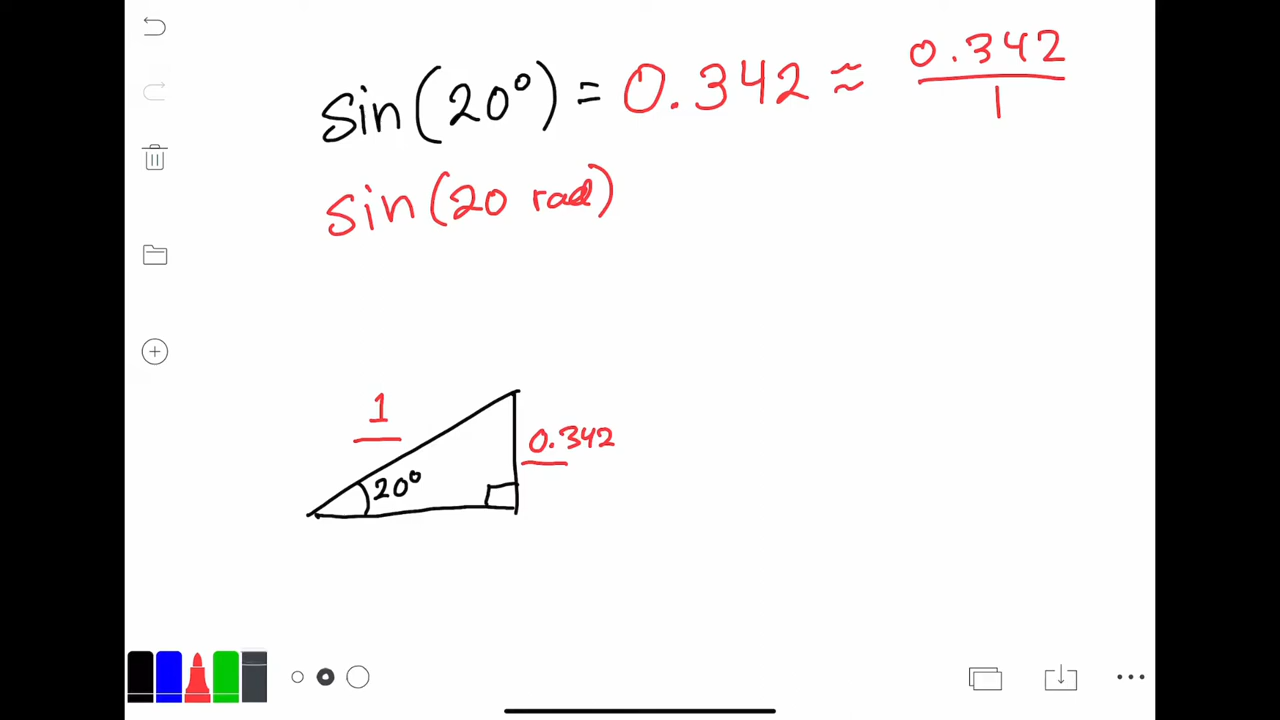 sin(20°) = 0.342 ≈ 0.342/1
sin(20 rad)
1
0.342
20°